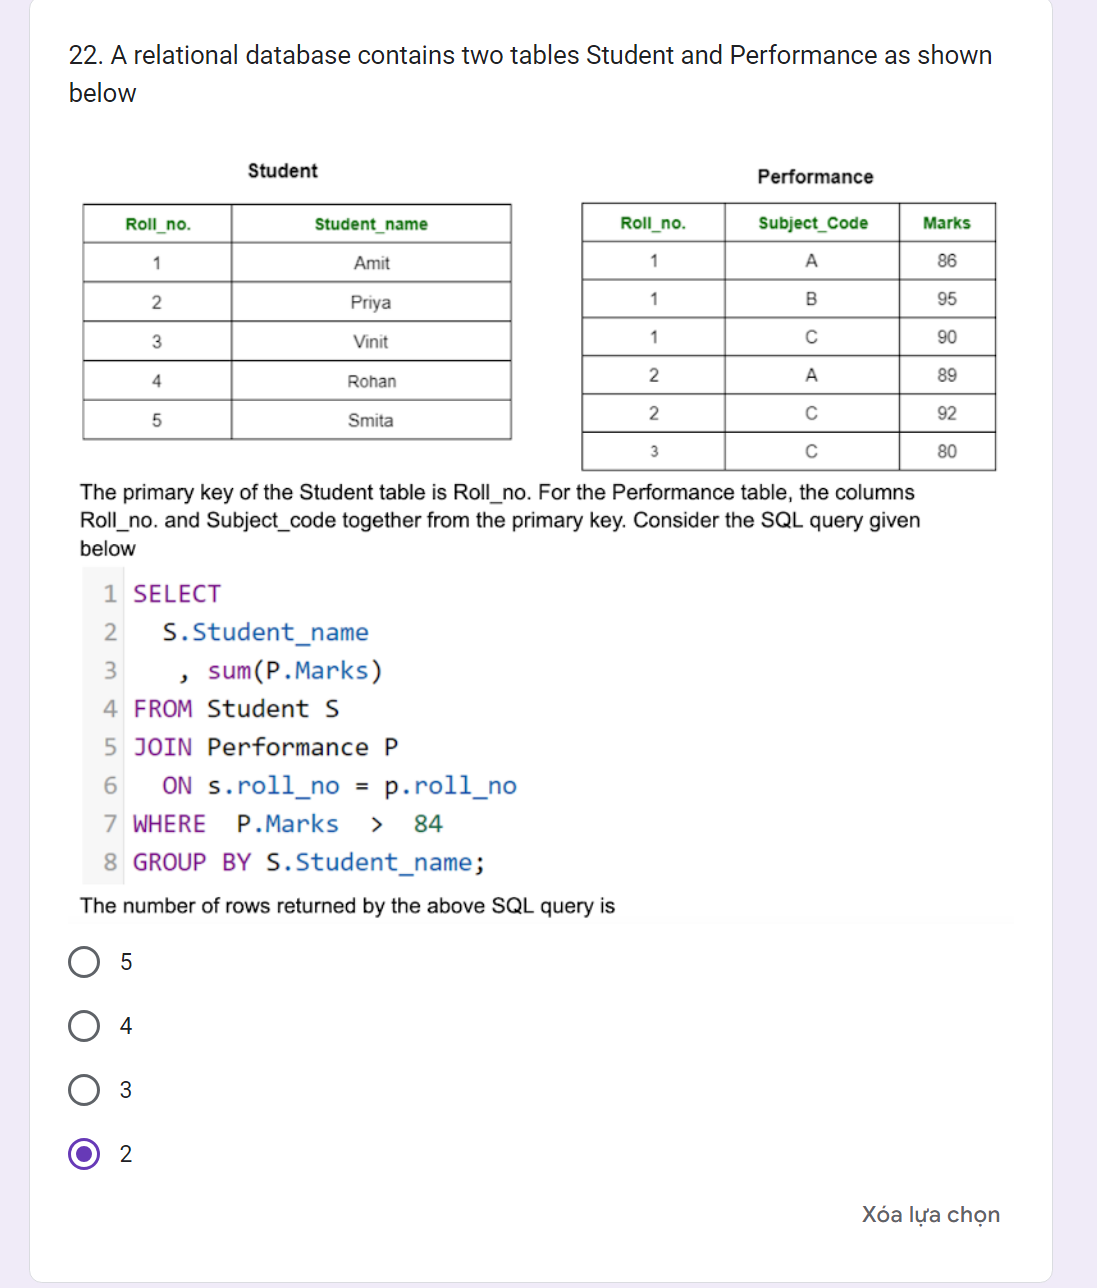 22. A relational database contains two tables Student and Performance as shown
below
Student
Roll_no. Student_name
1 Amit
2 Priya
3 Vinit
4 Rohan
5 Smita
Performance
Roll_no. Subject_Code Marks
1 A 86
1 B 95
1 C 90
2 A 89
2 C 92
3 C 80
The primary key of the Student table is Roll_no. For the Performance table, the columns
Roll_no. and Subject_code together from the primary key. Consider the SQL query given
below
1 SELECT
2 S.Student_name
3 , sum(P.Marks)
4 FROM Student S
5 JOIN Performance P
6 ON s.roll_no = p.roll_no
7 WHERE P.Marks > 84
8 GROUP BY S.Student_name;
The number of rows returned by the above SQL query is
5
4
3
2
Xóa lựa chọn